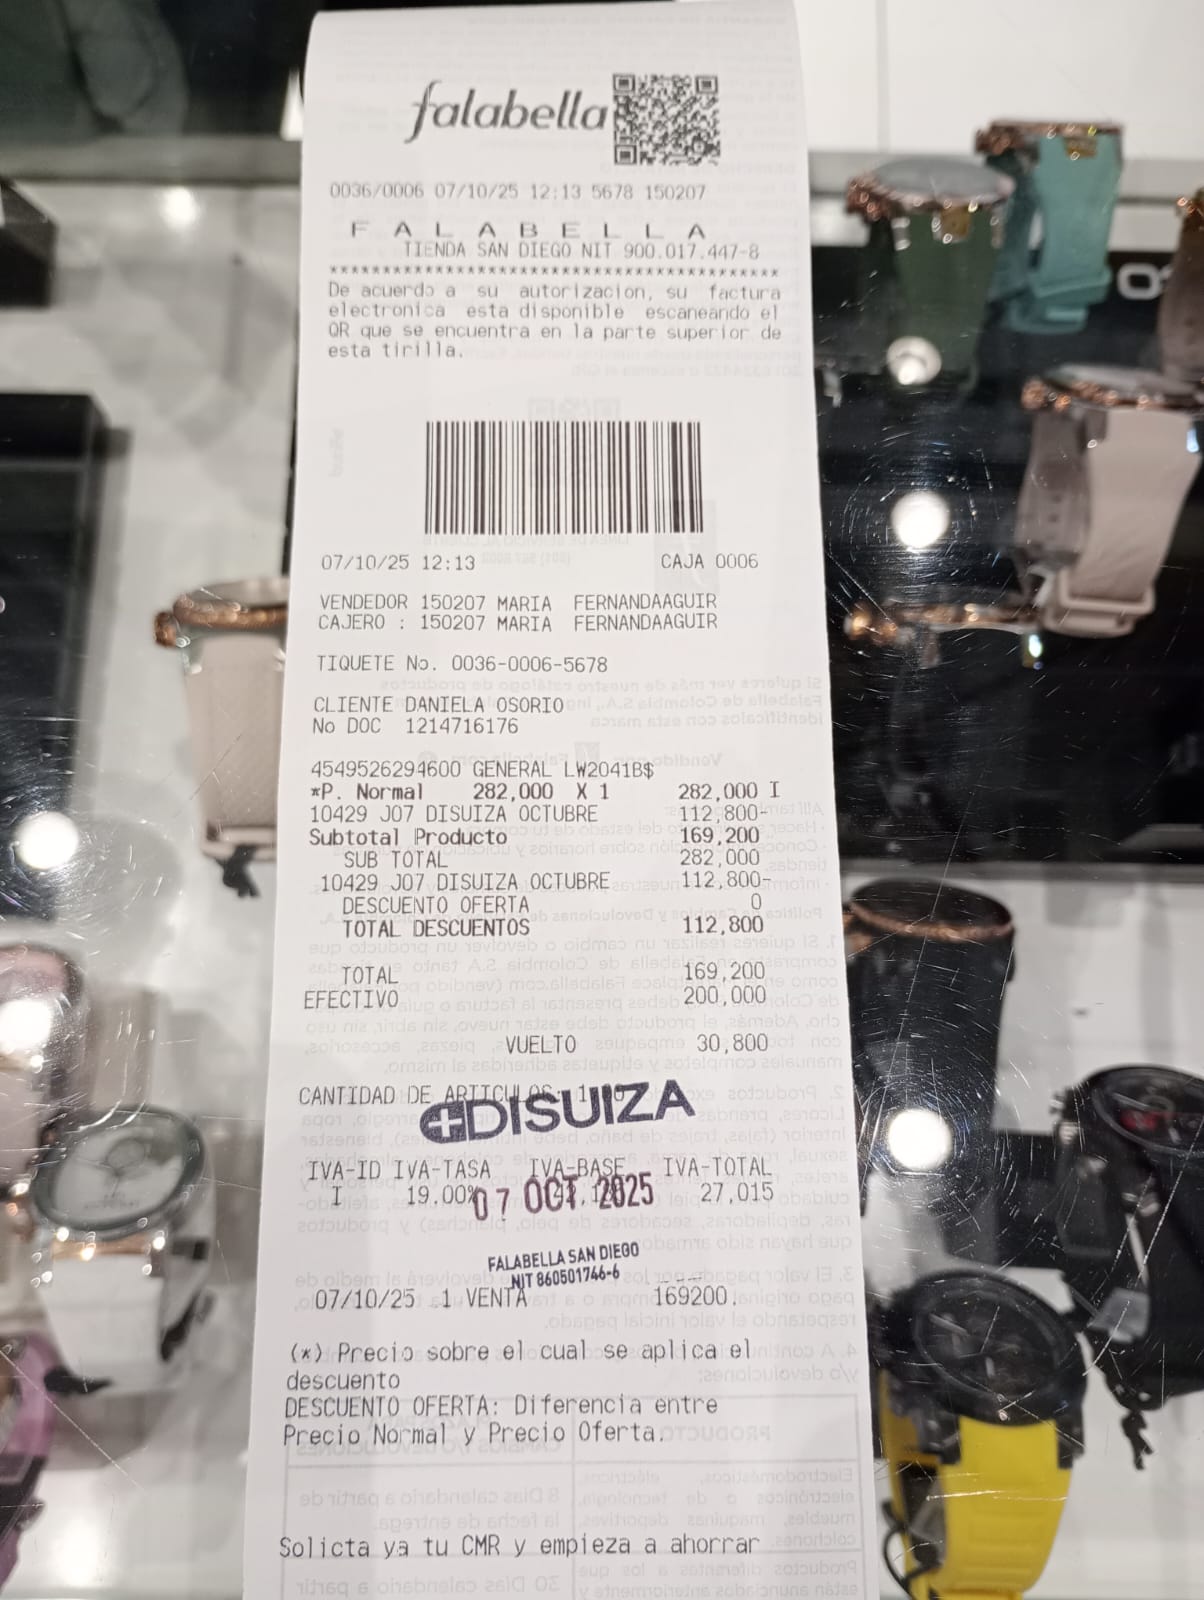 falabella
0036/0006 07/10/25 12:13 5678 150207
F A L A B E L L A
TIENDA SAN DIEGO NIT 900.017.447-8
*******************************************
De acuerdo a su autorizacion, su factura
electronica esta disponible escaneando el
QR que se encuentra en la parte superior de
esta tirilla.
07/10/25 12:13 CAJA 0006
VENDEDOR 150207 MARIA FERNANDAAGUIR
CAJERO : 150207 MARIA FERNANDAAGUIR
TIQUETE No. 0036-0006-5678
CLIENTE DANIELA OSORIO
No DOC 1214716176
4549526294600 GENERAL LW2041B$
*P. Normal 282,000 X 1 282,000 I
10429 J07 DISUIZA OCTUBRE 112,800-
Subtotal Producto 169,200
SUB TOTAL 282,000
10429 J07 DISUIZA OCTUBRE 112,800-
DESCUENTO OFERTA 0
TOTAL DESCUENTOS 112,800
TOTAL 169,200
EFECTIVO 200,000
VUELTO 30,800
CANTIDAD DE ARTICULOS:
DISUIZA
IVA-ID IVA-TASA IVA-BASE IVA-TOTAL
I 19.00% 27,015
07 OCT. 2025
FALABELLA SAN DIEGO
NIT 860501746-6
07/10/25 1 VENTA 169200.
(*) Precio sobre el cual se aplica el
descuento
DESCUENTO OFERTA: Diferencia entre
Precio Normal y Precio Oferta.
Solicta ya tu CMR y empieza a ahorrar